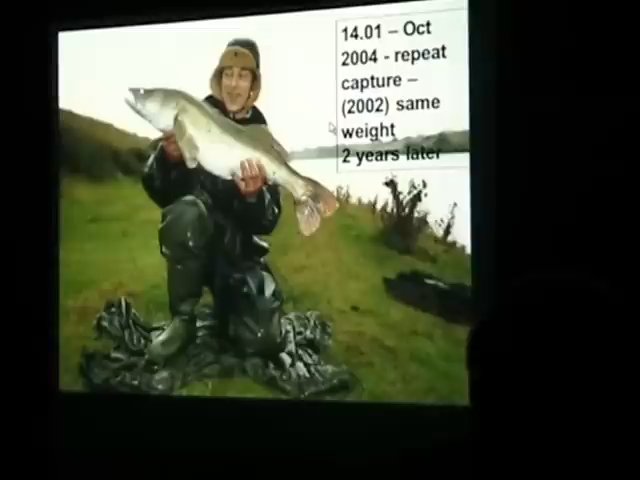 14.01 – Oct
2004 - repeat
capture –
(2002) same
weight
2 years later